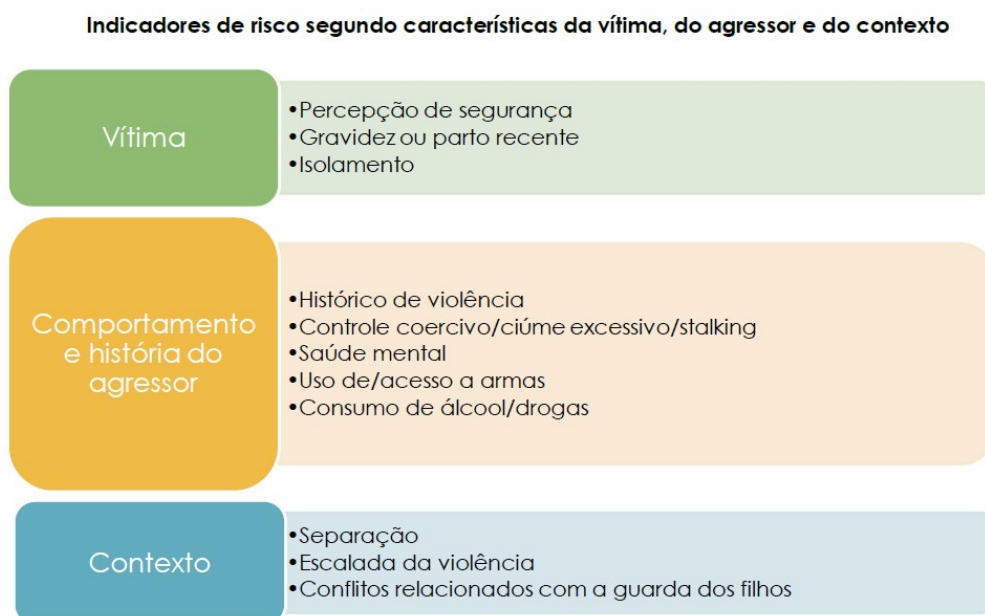 Indicadores de risco segundo características da vítima, do agressor e do contexto
Vítima
•Percepção de segurança
•Gravidez ou parto recente
•Isolamento
Comportamento
e história do
agressor
•Histórico de violência
•Controle coercivo/ciúme excessivo/stalking
•Saúde mental
•Uso de/acesso a armas
•Consumo de álcool/drogas
Contexto
•Separação
•Escalada da violência
•Conflitos relacionados com a guarda dos filhos